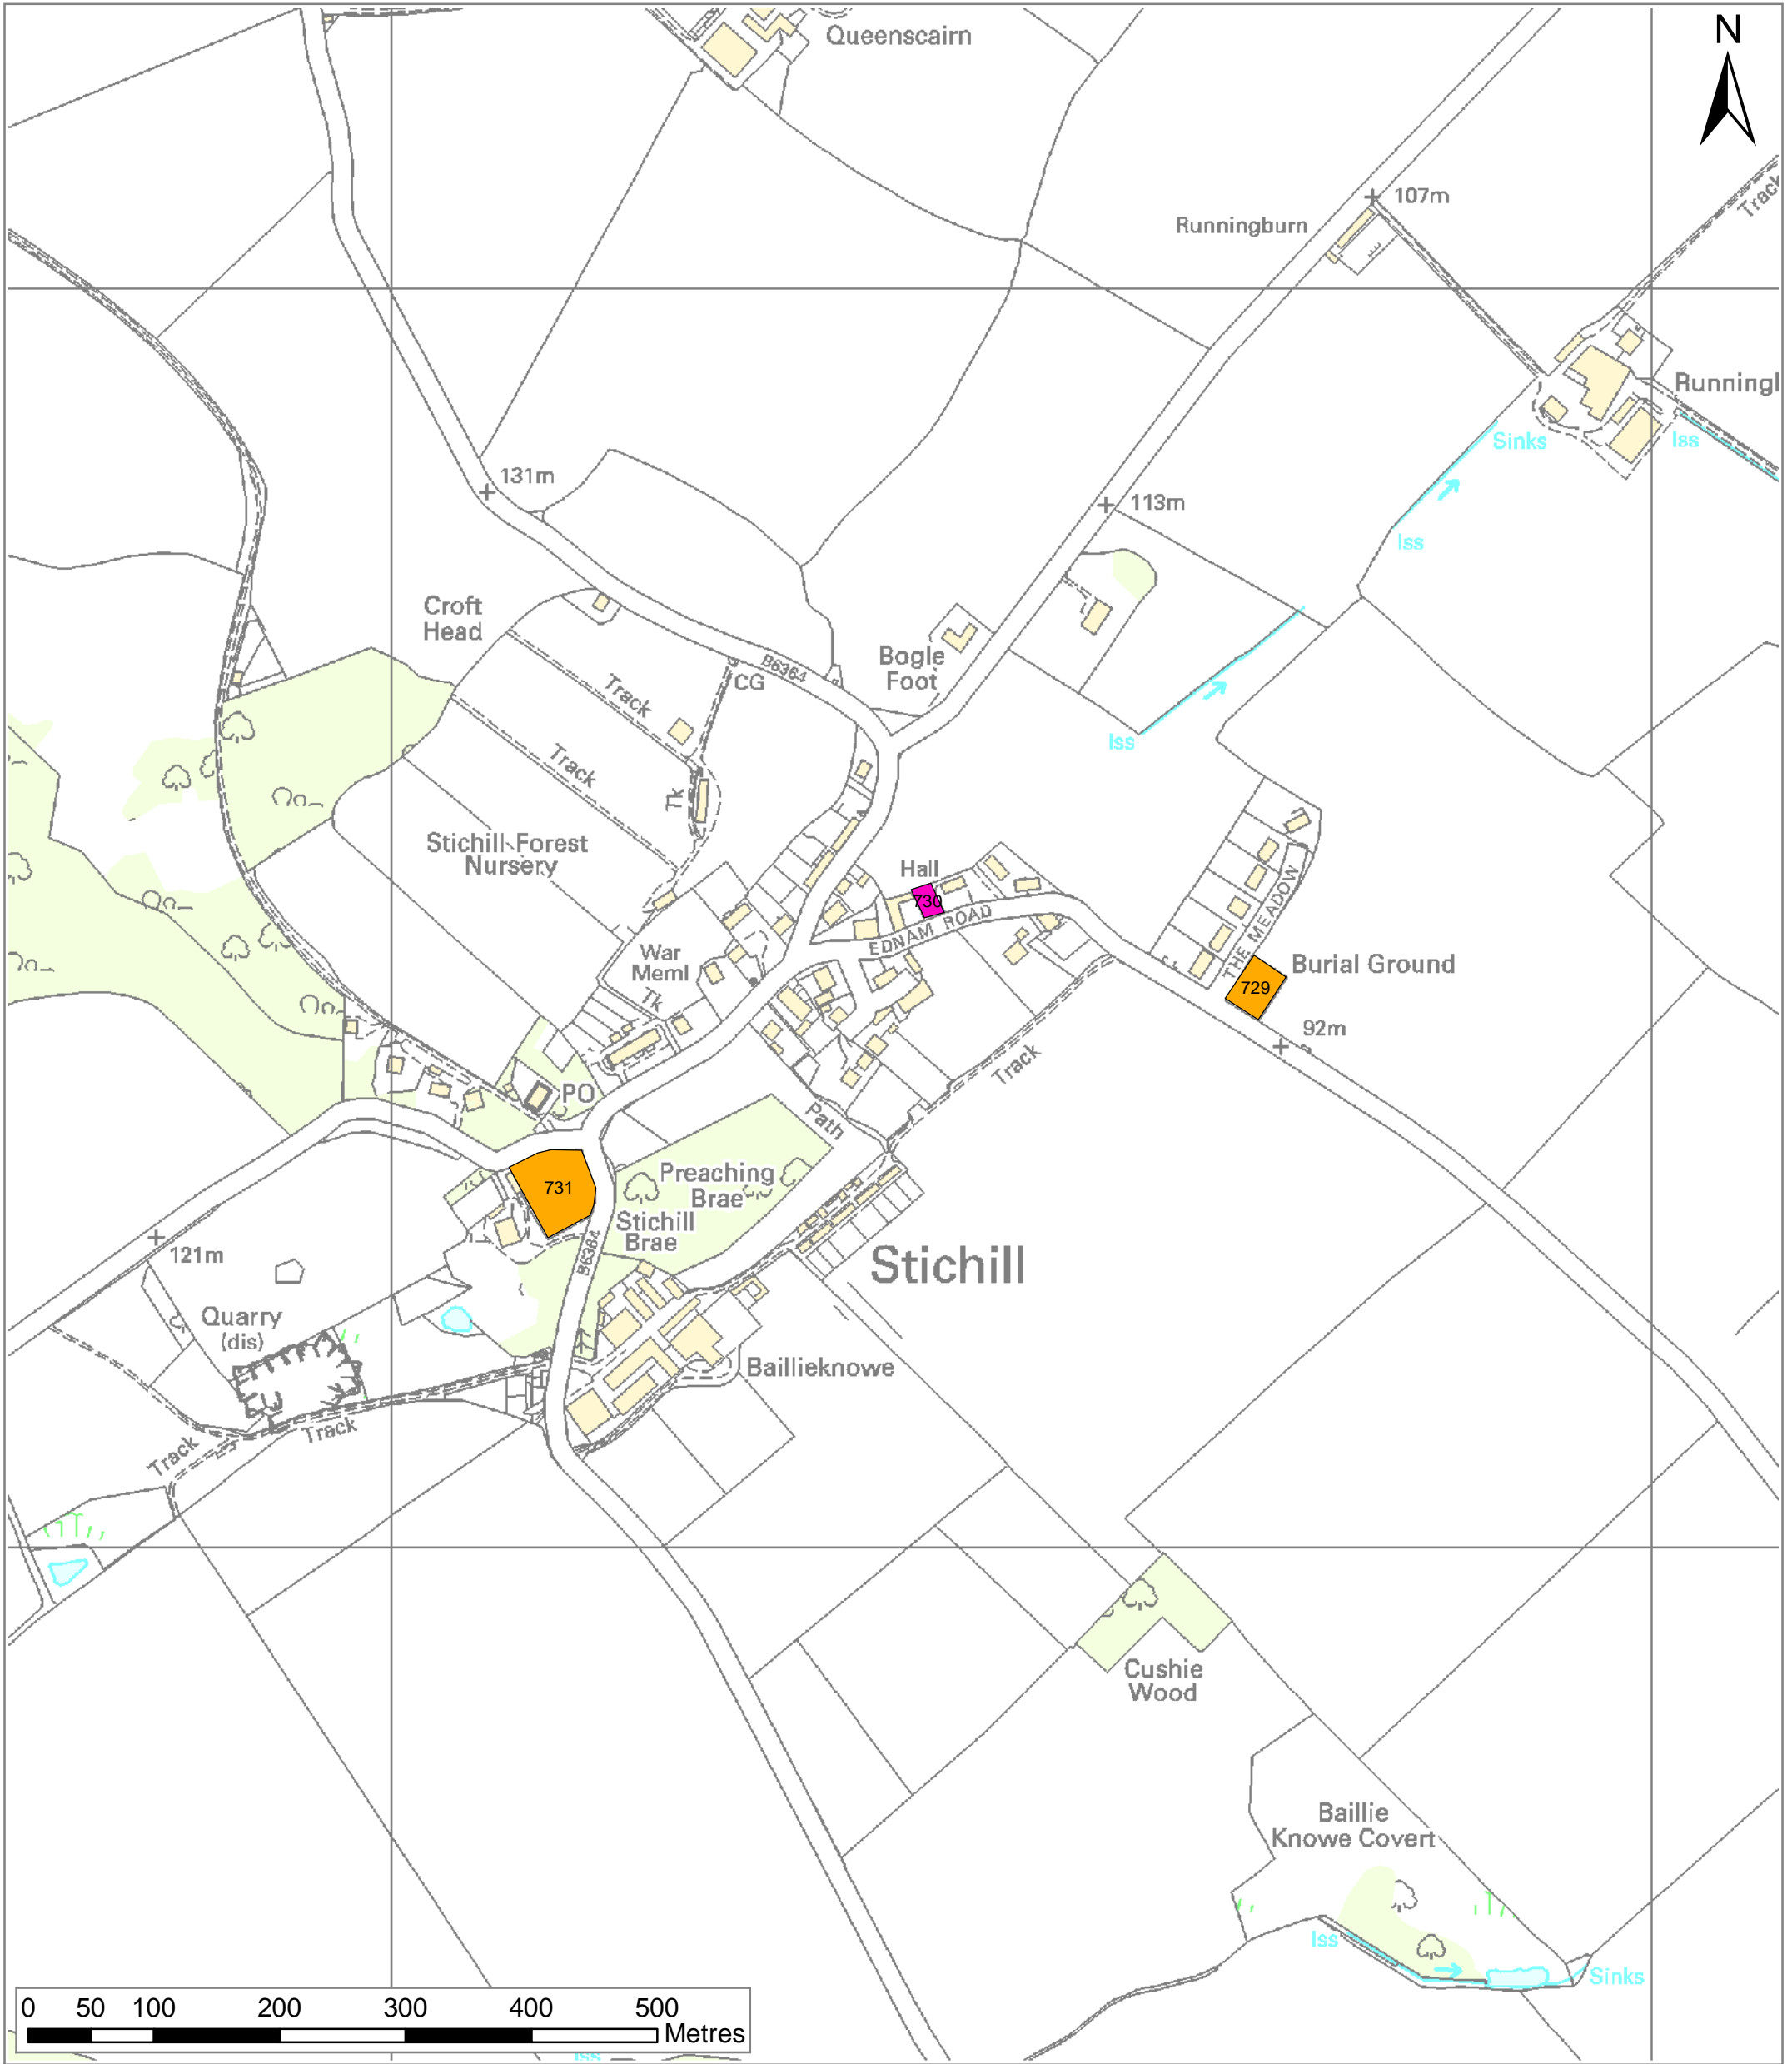 N
Queenscairn
107m
Runningburn
Track
Runningl
Sinks
Iss
131m
113m
Iss
Croft
Head
B6364
Bogle
Foot
CG
Track
Track
Iss
Tk
Stichill Forest
Nursery
Hall
730
EDNAM ROAD
THE MEADOW
War
Meml
Burial Ground
729
Tk
92m
Track
PO
Path
Preaching
Brae
731
Stichill
Brae
B6364
121m
Stichill
Quarry
(dis)
Baillieknowe
Track
Track
Cushie
Wood
Baillie
Knowe Covert
Iss
Sinks
0 50 100 200 300 400 500
Metres
Iss